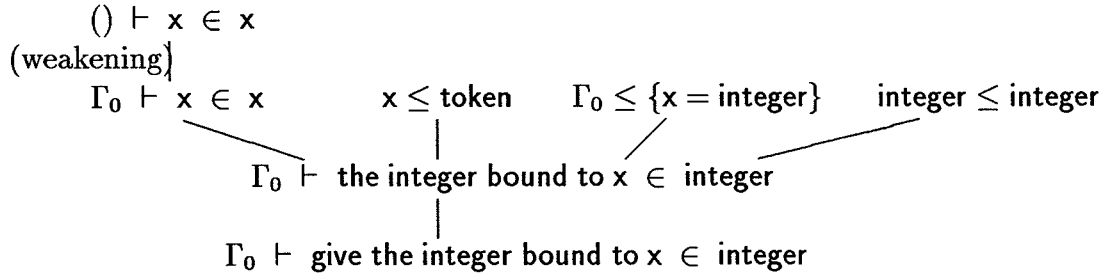 () ⊢ x ∈ x
(weakening)
Γ₀ ⊢ x ∈ x x ≤ token Γ₀ ≤ {x = integer} integer ≤ integer
Γ₀ ⊢ the integer bound to x ∈ integer
Γ₀ ⊢ give the integer bound to x ∈ integer